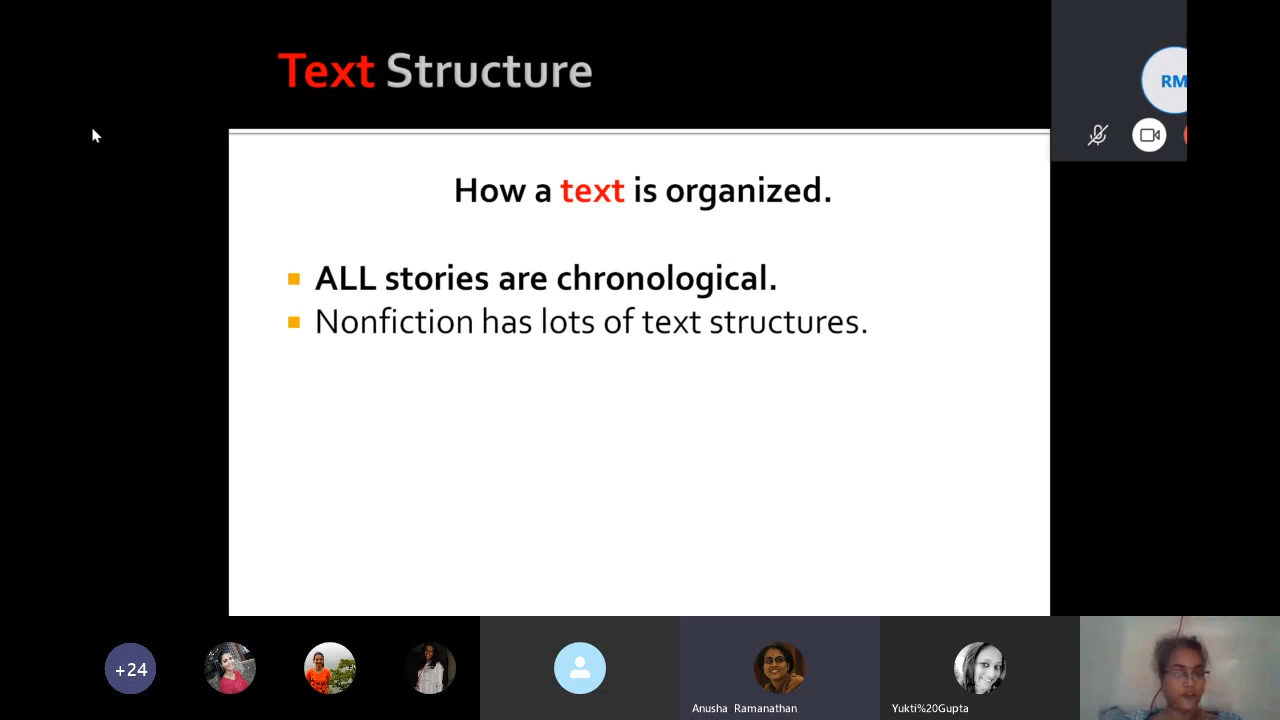 Text Structure
RM
How a text is organized.
ALL stories are chronological.
Nonfiction has lots of text structures.
+24
Anusha Ramanathan
Yukti%20Gupta